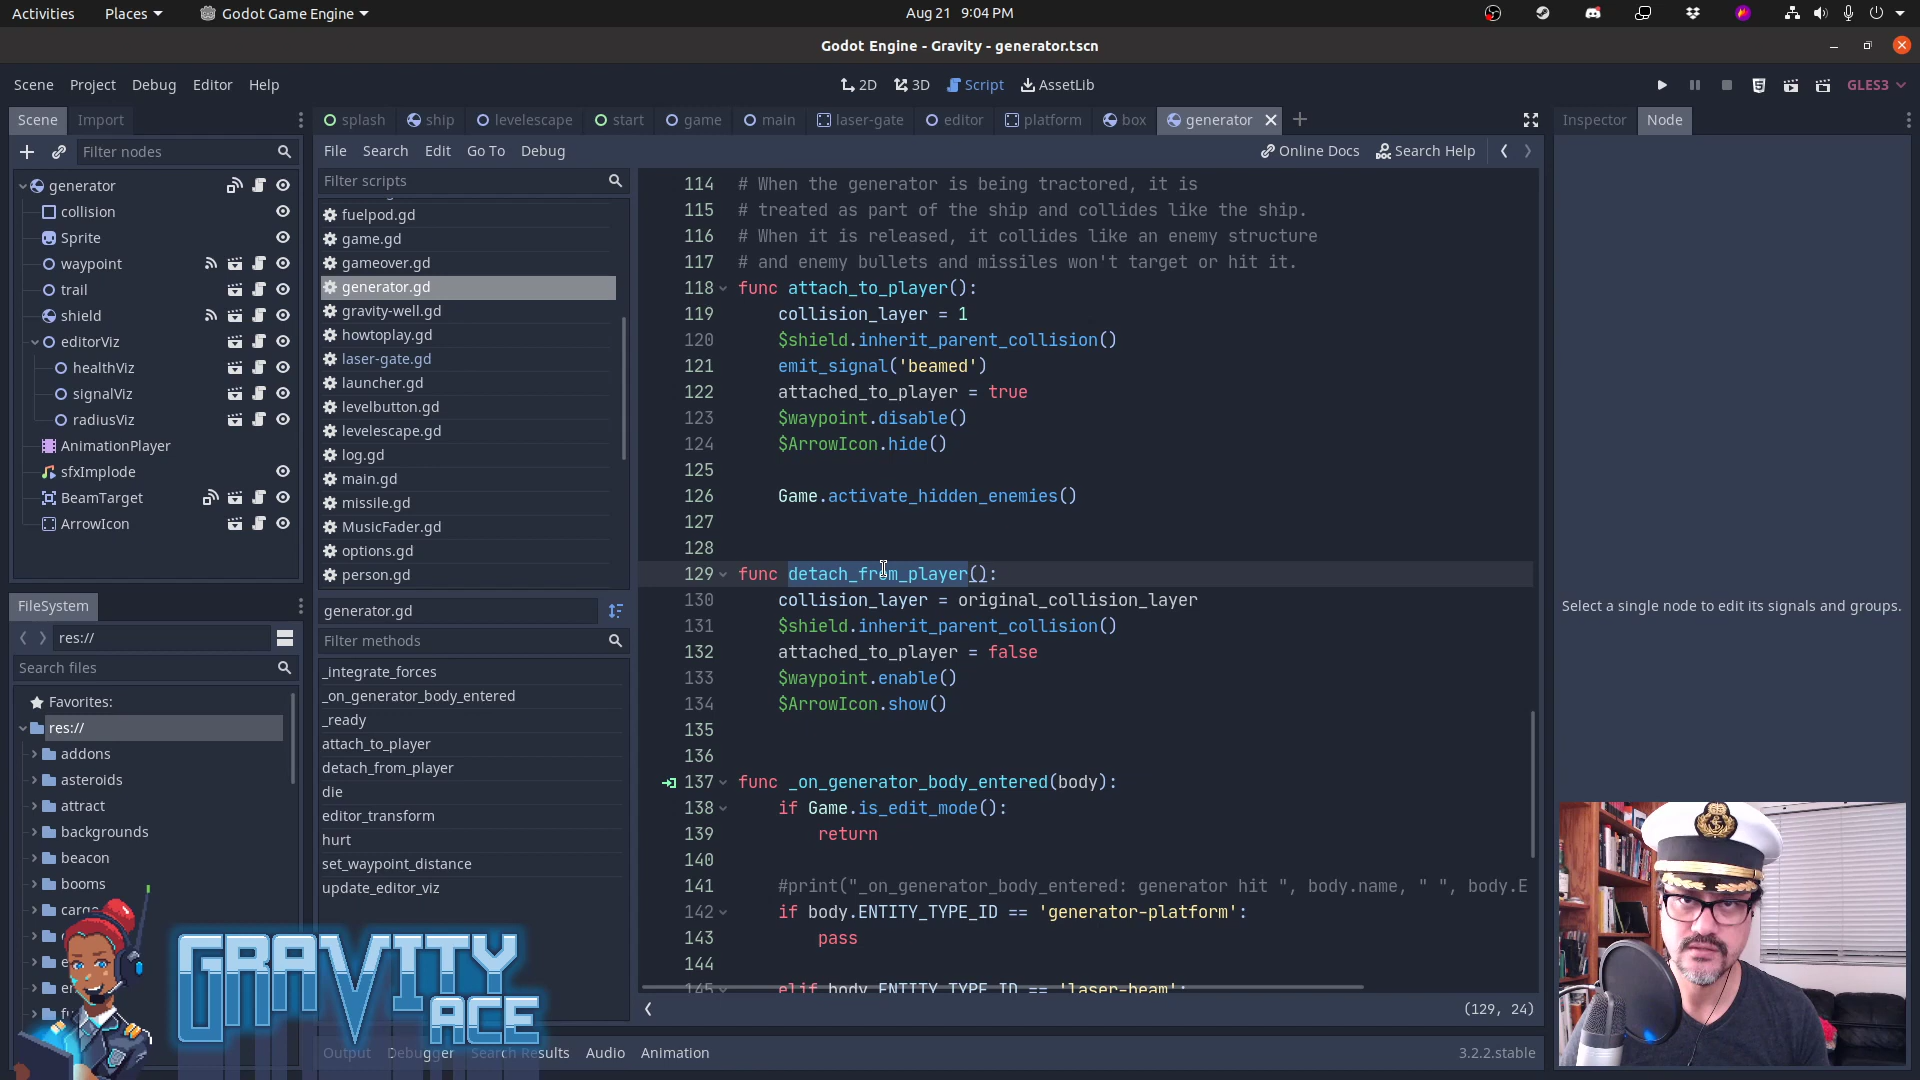 Activities Places Godot Game Engine Aug 21 9:04 PM
Godot Engine - Gravity - generator.tscn
Scene Project Debug Editor Help 2D 3D Script AssetLib GLES3
Scene Import
Filter nodes
generator
collision
Sprite
waypoint
trail
shield
editorViz
healthViz
signalViz
radiusViz
AnimationPlayer
sfxImplode
BeamTarget
ArrowIcon
FileSystem
res://
Search files
Favorites:
res://
addons
asteroids
attract
backgrounds
beacon
booms
splash ship levelescape start game main laser-gate editor platform box generator
File Search Edit Go To Debug Online Docs Search Help
Filter scripts
fuelpod.gd
game.gd
gameover.gd
generator.gd
gravity-well.gd
howtoplay.gd
laser-gate.gd
launcher.gd
levelbutton.gd
levelescape.gd
log.gd
main.gd
missile.gd
MusicFader.gd
options.gd
person.gd
generator.gd
Filter methods
_integrate_forces
_on_generator_body_entered
_ready
attach_to_player
detach_from_player
die
editor_transform
hurt
set_waypoint_distance
update_editor_viz
114 # When the generator is being tractored, it is
115 # treated as part of the ship and collides like the ship.
116 # When it is released, it collides like an enemy structure
117 # and enemy bullets and missiles won't target or hit it.
118 func attach_to_player():
119 collision_layer = 1
120 $shield.inherit_parent_collision()
121 emit_signal('beamed')
122 attached_to_player = true
123 $waypoint.disable()
124 $ArrowIcon.hide()
125
126 Game.activate_hidden_enemies()
127
128
129 func detach_from_player():
130 collision_layer = original_collision_layer
131 $shield.inherit_parent_collision()
132 attached_to_player = false
133 $waypoint.enable()
134 $ArrowIcon.show()
135
136
137 func _on_generator_body_entered(body):
138 if Game.is_edit_mode():
139 return
140
141 #print("_on_generator_body_entered: generator hit ", body.name, " ", body.E
142 if body.ENTITY_TYPE_ID == 'generator-platform':
143 pass
144
145 elif body.ENTITY_TYPE_ID == 'laser-beam':
(129, 24)
Output Debugger Search Results Audio Animation 3.2.2.stable
Inspector Node
Select a single node to edit its signals and groups.
GRAVITY
ACE